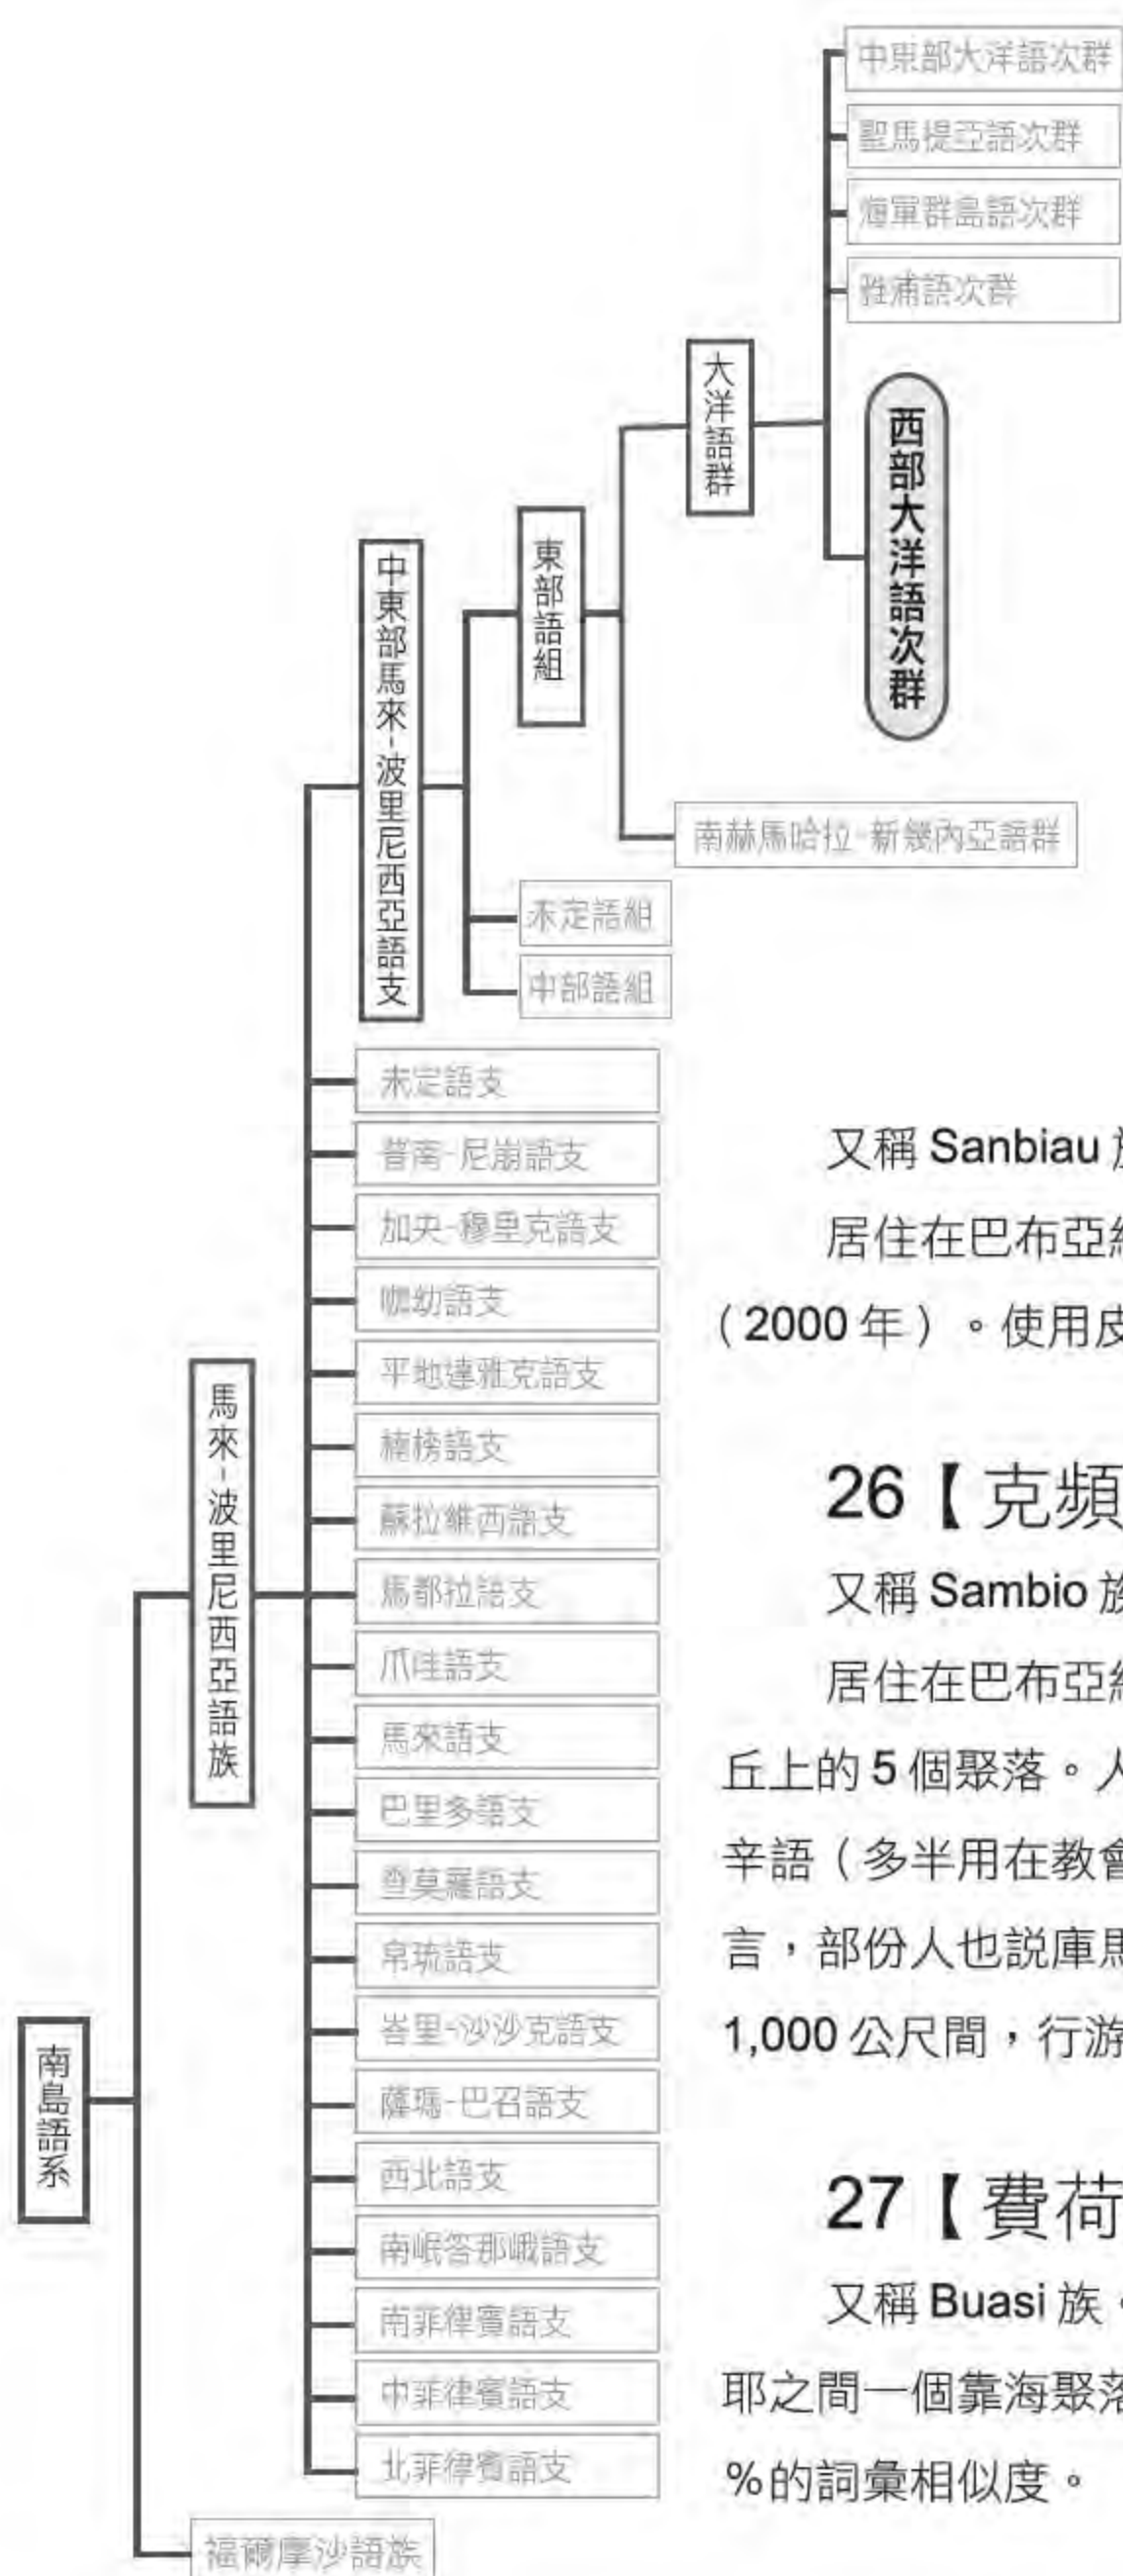 中東部大洋語次群
聖馬提亞語次群
海軍群島語次群
雅浦語次群
大洋語群
西部大洋語次群
東部語組
中東部馬來-波里尼西亞語支
南赫馬哈拉-新幾內亞語群
未定語組
中部語組
未定語支
普南-尼崩語支
加央-穆里克語支
咖幼語支
平地達雅克語支
楠榜語支
蘇拉維西語支
馬都拉語支
爪哇語支
馬來語支
巴里多語支
查莫羅語支
帛琉語支
峇里-沙沙克語支
薩瑪-巴召語支
西北語支
南岷答那峨語支
南菲律賓語支
中菲律賓語支
北菲律賓語支
馬來-波里尼西亞語族
南島語系
福爾摩沙語族
又稱 Sanbiau
居住在巴布亞
（2000 年）。使用皮
26【克頻
又稱 Sambio 族
居住在巴布亞
丘上的 5 個聚落。人
辛語（多半用在教會
言，部份人也說庫馬
1,000 公尺間，行游
27【費荷
又稱 Buasi 族。
耶之間一個靠海聚落
%的詞彙相似度。